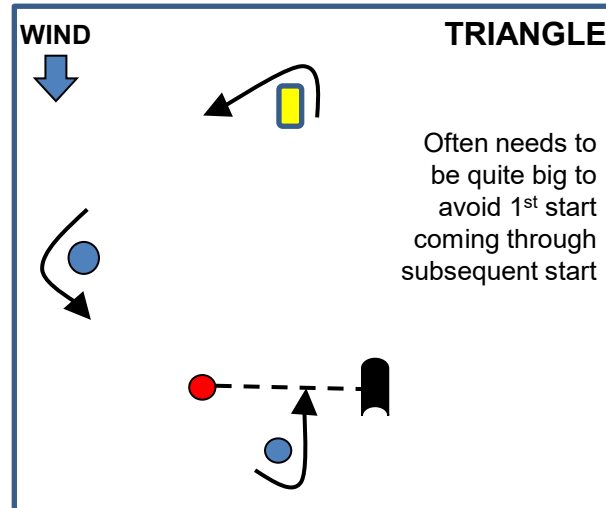 WIND
TRIANGLE
Often needs to
be quite big to
avoid 1st start
coming through
subsequent start